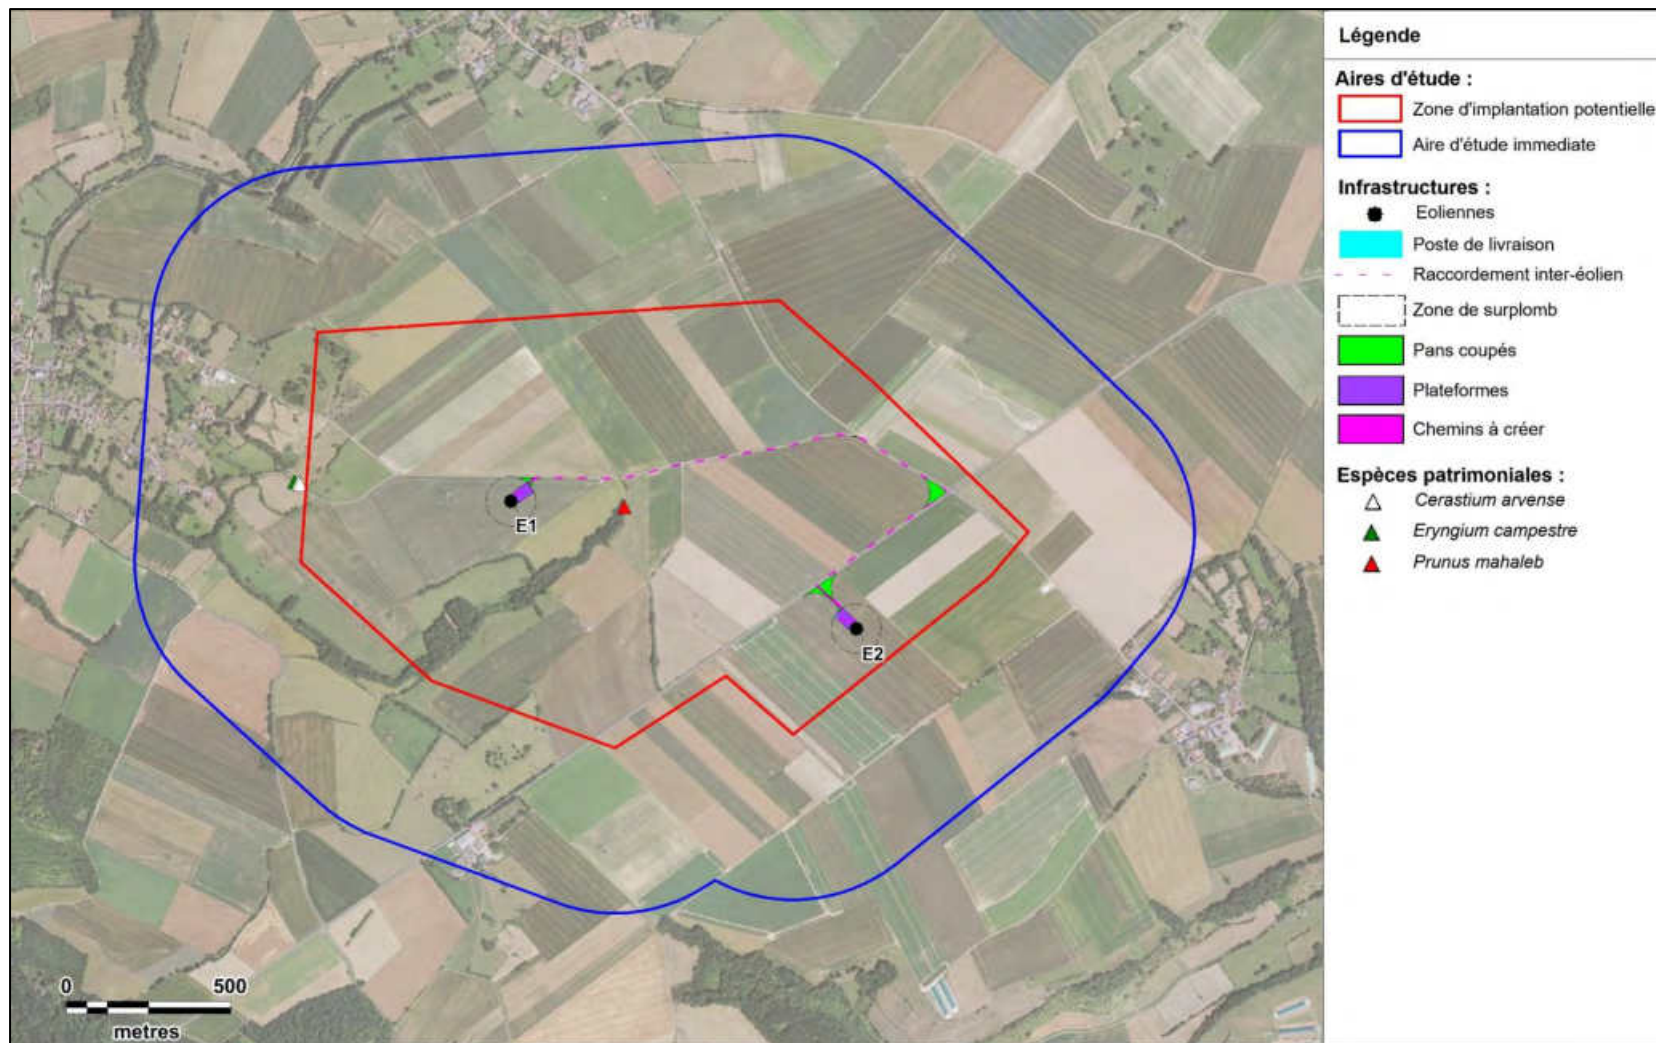 Légende
Aires d'étude :
Zone d'implantation potentielle
Aire d'étude immediate
Infrastructures :
Eoliennes
Poste de livraison
Raccordement inter-éolien
Zone de surplomb
Pans coupés
Plateformes
Chemins à créer
Espèces patrimoniales :
Cerastium arvense
Eryngium campestre
Prunus mahaleb
E1
E2
0 500
metres